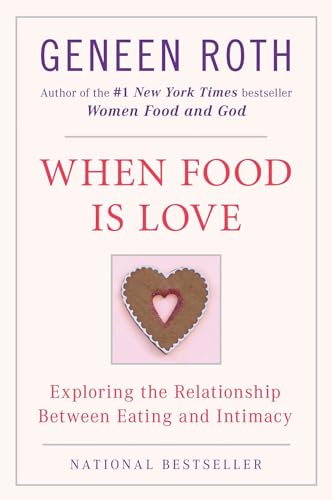 GENEEN ROTH
Author of the #1 New York Times bestseller
Women Food and God
WHEN FOOD
IS LOVE
Exploring the Relationship
Between Eating and Intimacy
NATIONAL BESTSELLER